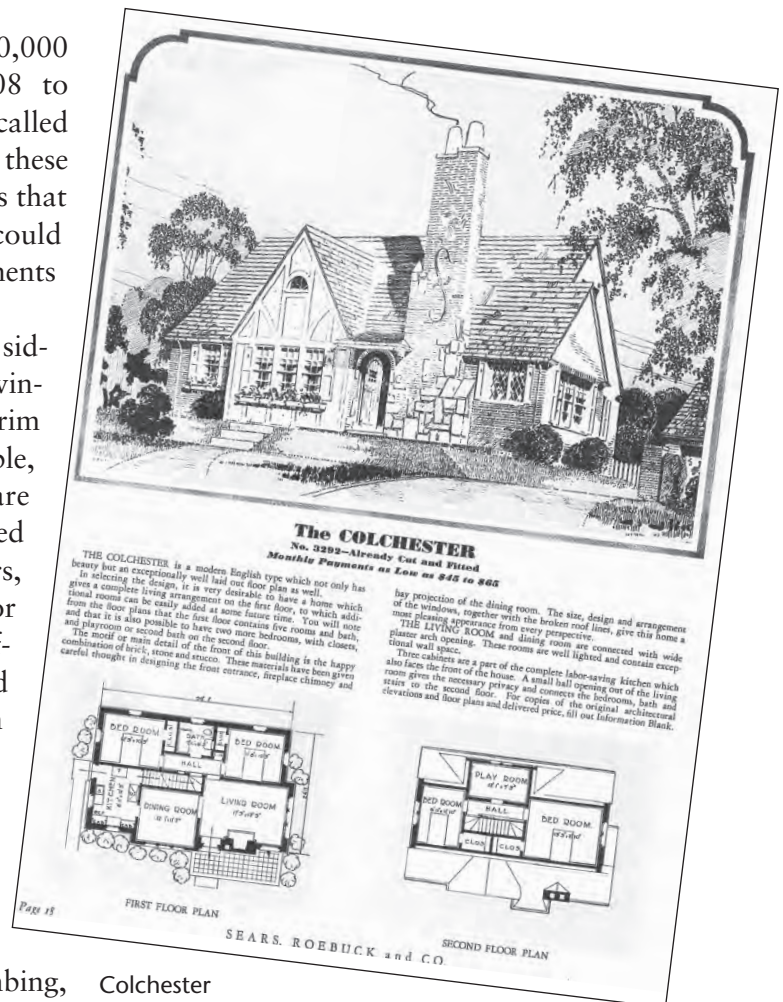 0,000
08 to
called
these
s that
could
nents
sid-
win-
rim
ble,
are
ed
rs,
or
f-
d
n
nbing,
The COLCHESTER
No. 3292—Already Cut and Fitted
Monthly Payments as Low as $45 to $65
THE COLCHESTER is a modern English type which not only has
beauty but an exceptionally well laid out floor plan as well.
In selecting the design, it is very desirable to have a home which
gives a complete living arrangement on the first floor, to which addi-
tional rooms can be easily added at some future time. You will note
from the floor plans that the first floor contains five rooms and bath,
and that it is also possible to have two more bedrooms, with closets,
and playroom or second bath on the second floor.
The motif or main detail of the front of this building is the happy
combination of brick, stone and stucco. These materials have been given
careful thought in designing the front entrance, fireplace chimney and
bay projection of the dining room. The size, design and arrangement
of the windows, together with the broken roof lines, give this home a
most pleasing appearance from every perspective.
THE LIVING ROOM and dining room are connected with wide
plaster arch opening. These rooms are well lighted and contain excep-
tional wall space.
Three cabinets are a part of the complete labor-saving kitchen which
also faces the front of the house. A small hall opening out of the living
room gives the necessary privacy and connects the bedrooms, bath and
stairs to the second floor. For copies of the original architectural
elevations and floor plans and delivered price, fill out Information Blank.
BED ROOM
BATH
BED ROOM
HALL
KITCHEN
DINING ROOM
LIVING ROOM
FIRST FLOOR PLAN
PLAY ROOM
BED ROOM
HALL
BED ROOM
CLOS
CLOS
SECOND FLOOR PLAN
Page 18
SEARS, ROEBUCK and CO.
Colchester